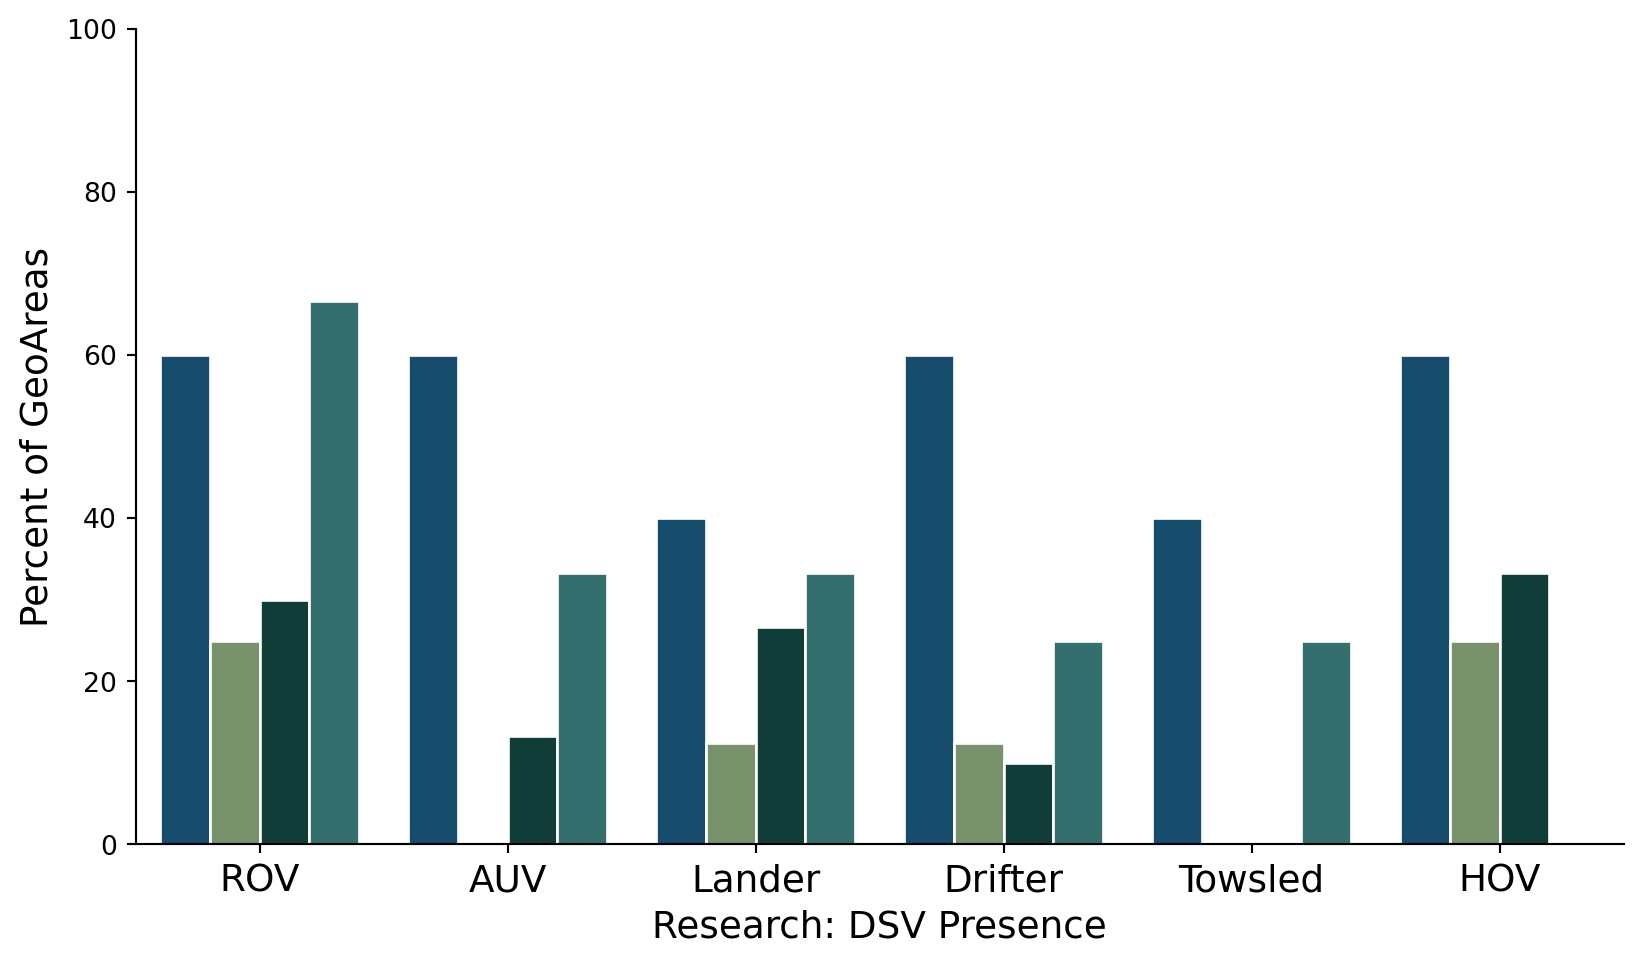 100
80
60
40
20
0
Percent of GeoAreas
ROV AUV Lander Drifter Towsled HOV
Research: DSV Presence